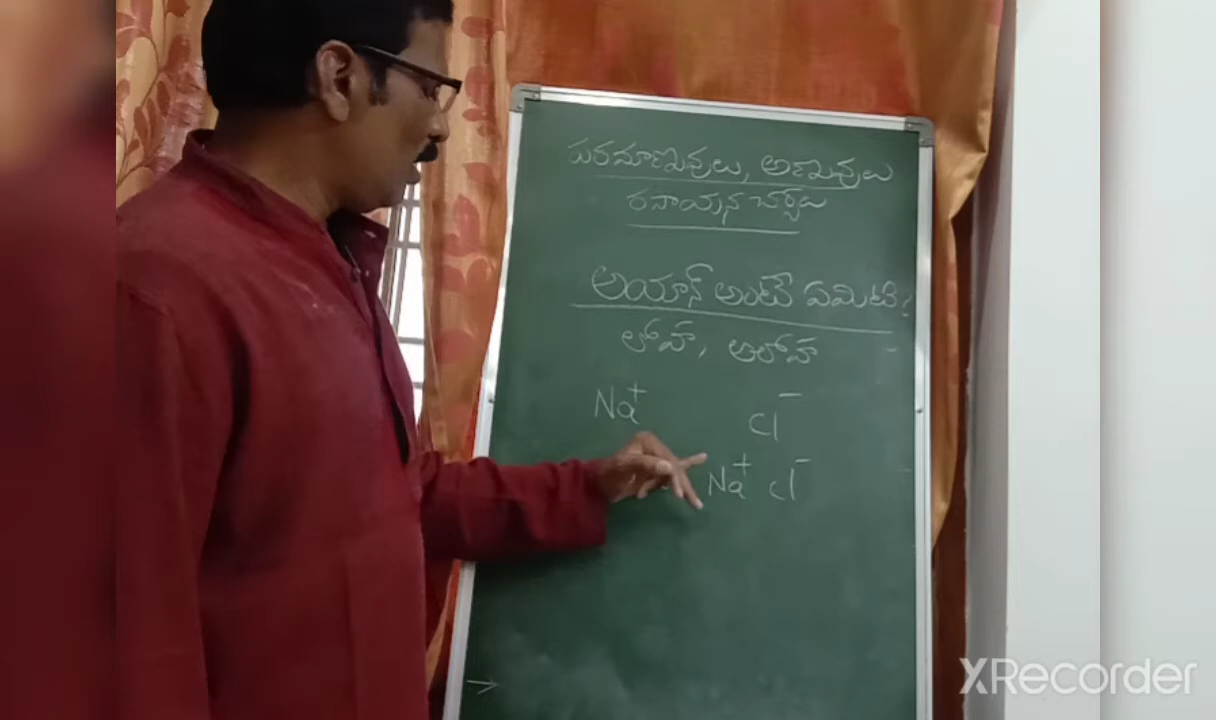 పరమాణువులు, అణువులు
రసాయన చర్యలు
అయాన్ అంటే ఏమిటి?
లోహ, అలోహ
Na⁺ Cl⁻
Na⁺ Cl⁻
→
XRecorder